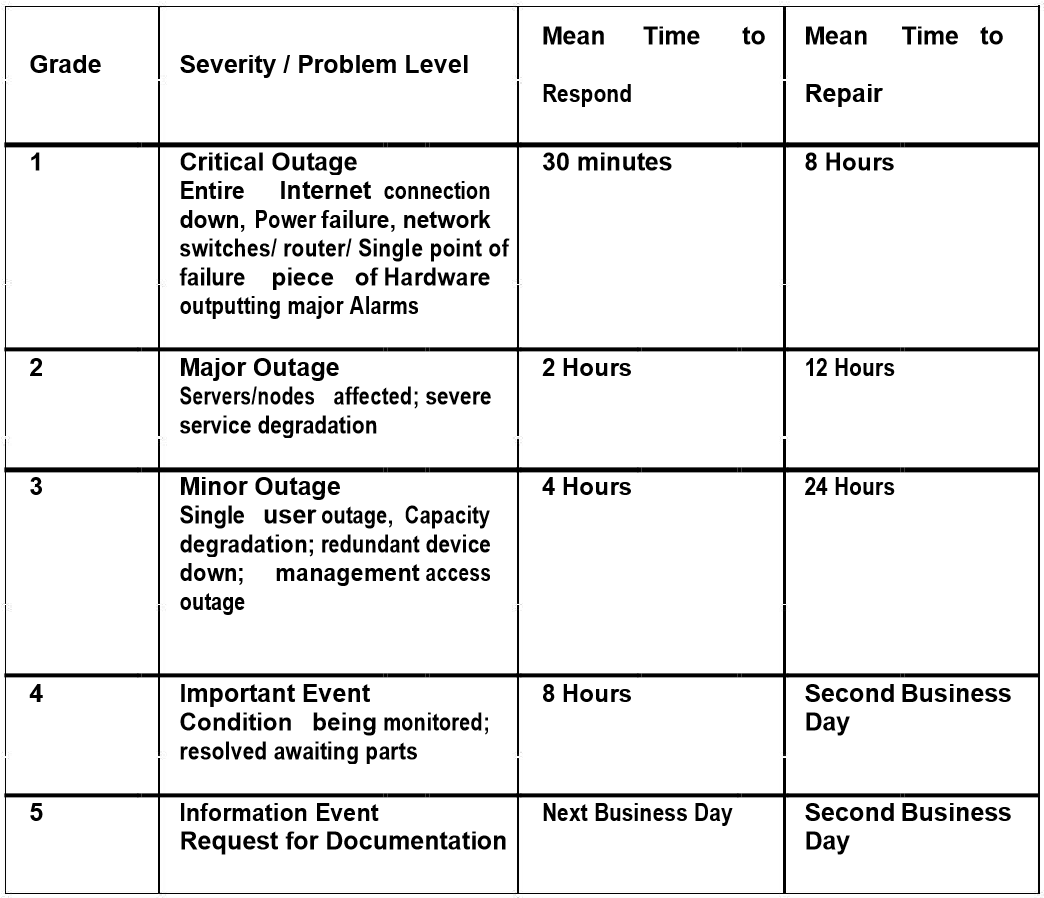 Grade
Severity / Problem Level
Mean Time to
Respond
Mean Time to
Repair
1
Critical Outage
Entire Internet connection
down, Power failure, network
switches/ router/ Single point of
failure piece of Hardware
outputting major Alarms
30 minutes
8 Hours
2
Major Outage
Servers/nodes affected; severe
service degradation
2 Hours
12 Hours
3
Minor Outage
Single user outage, Capacity
degradation; redundant device
down; management access
outage
4 Hours
24 Hours
4
Important Event
Condition being monitored;
resolved awaiting parts
8 Hours
Second Business
Day
5
Information Event
Request for Documentation
Next Business Day
Second Business
Day